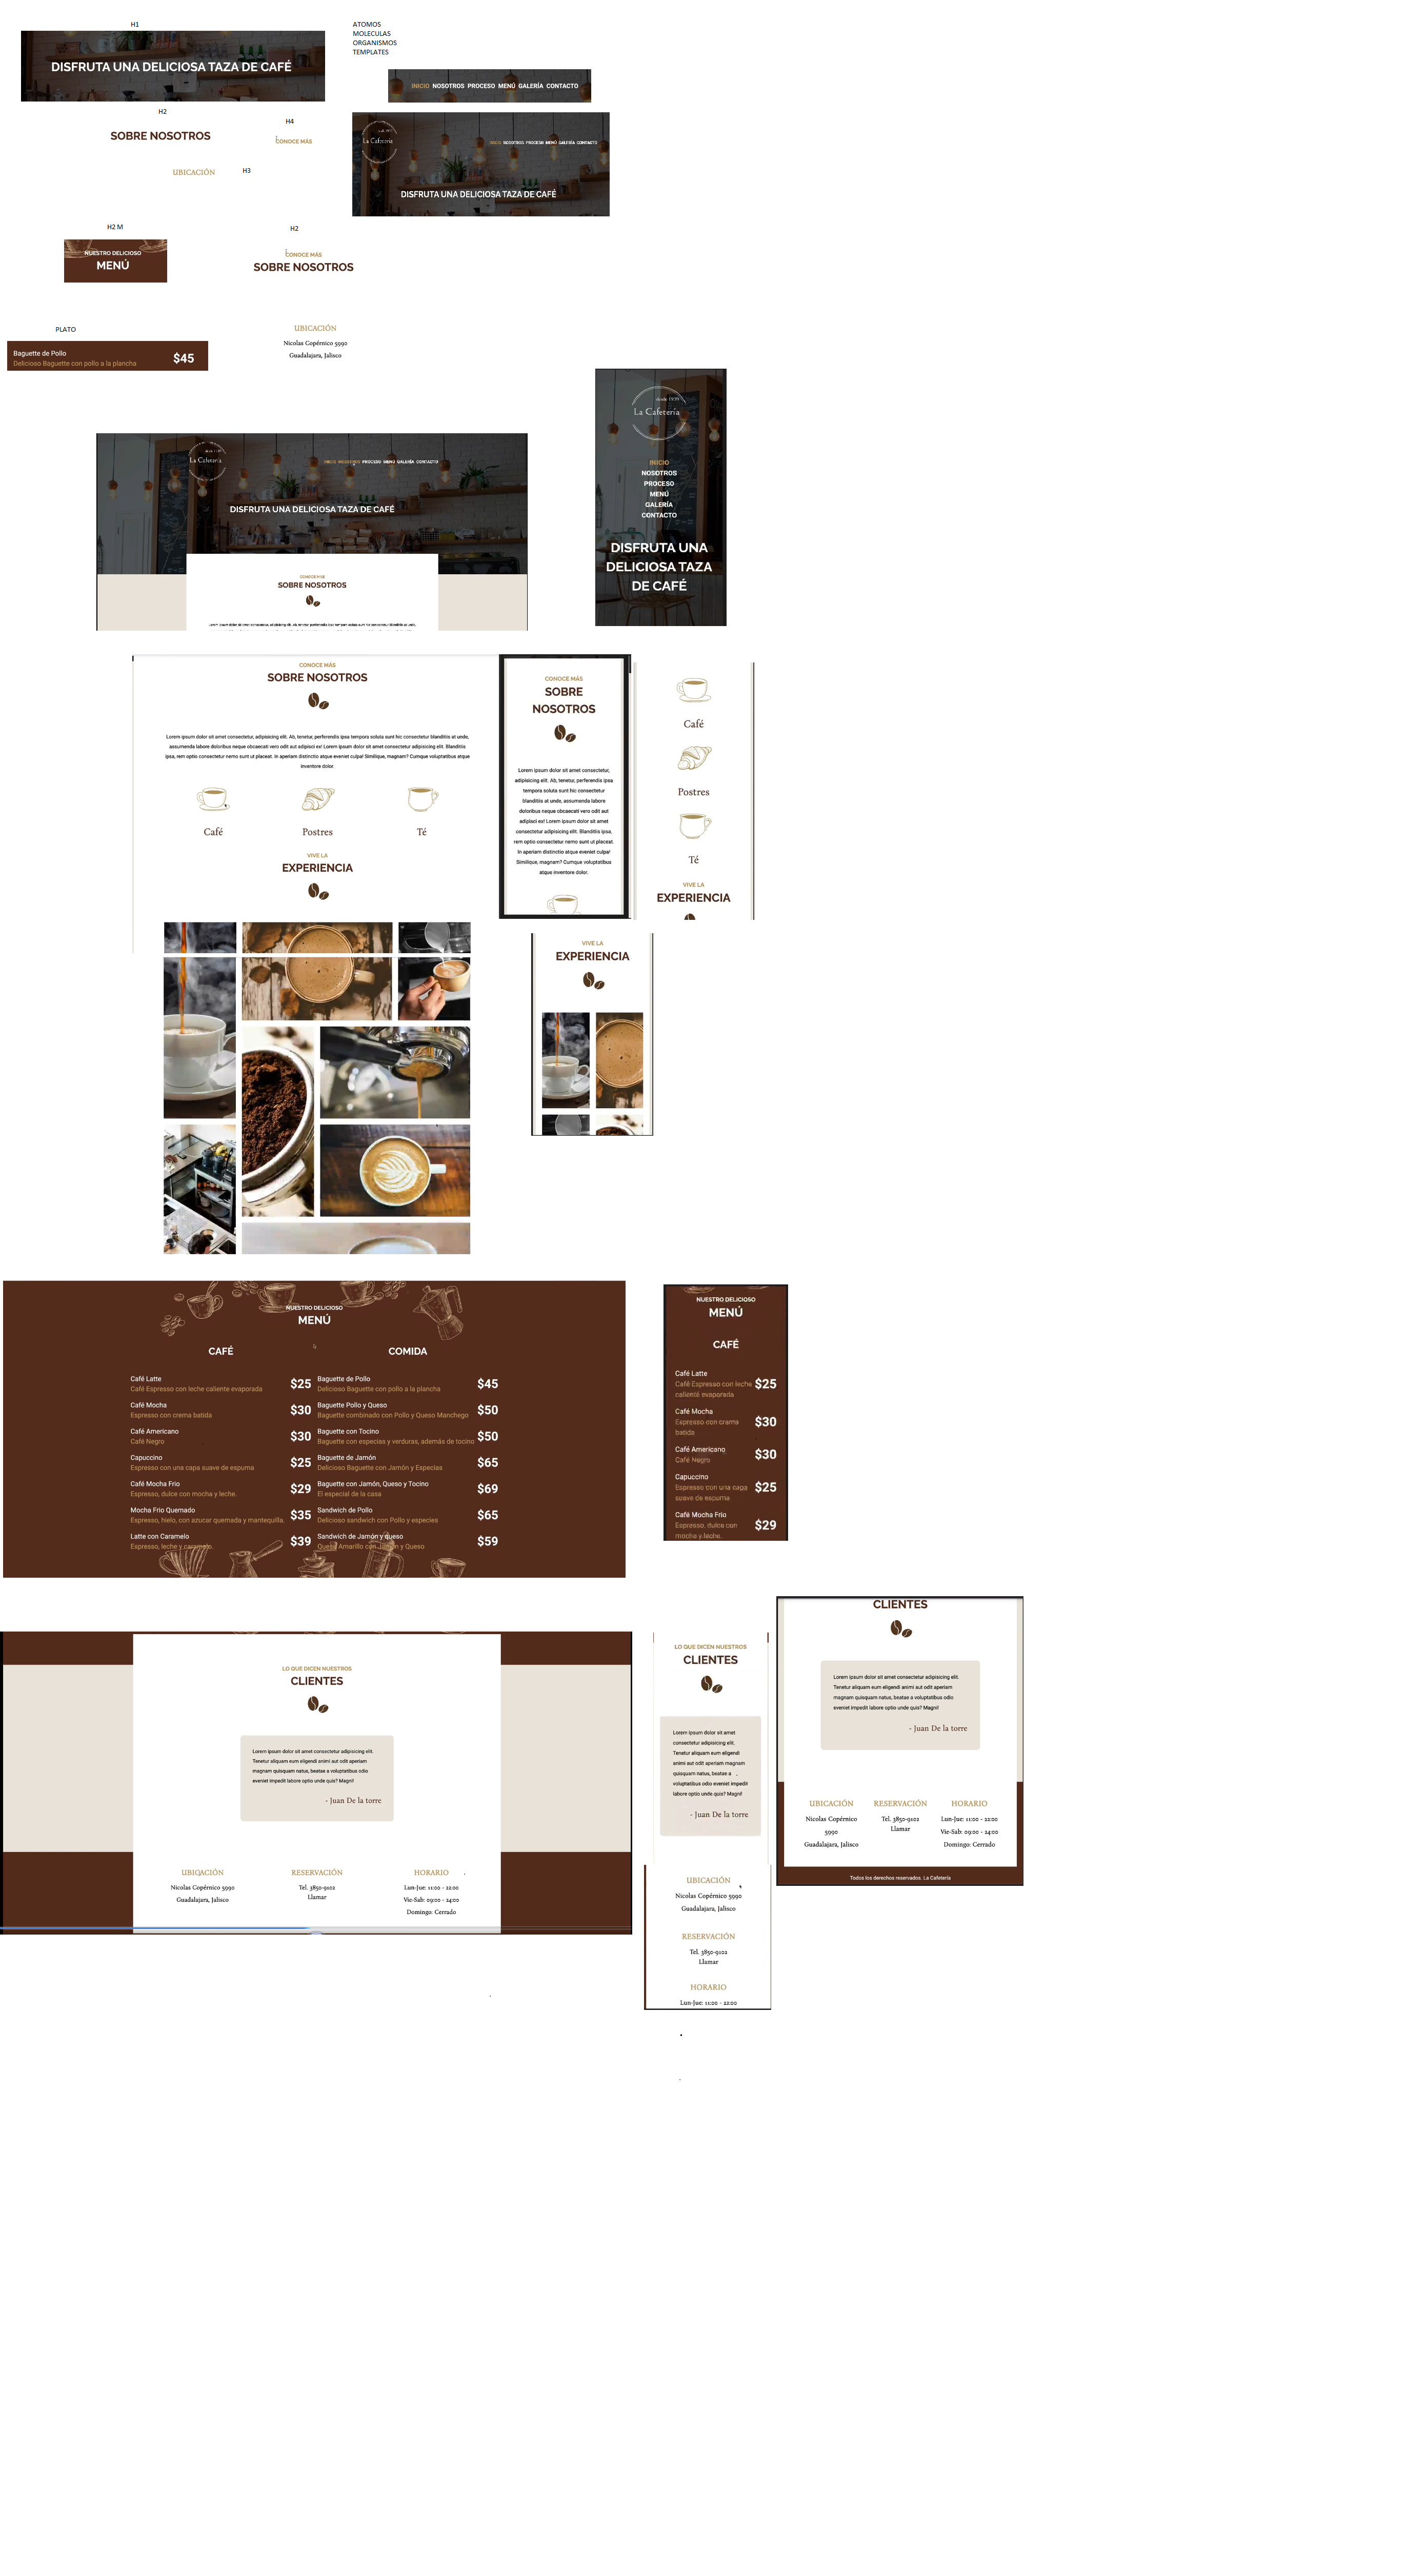 H1
DISFRUTA UNA DELICIOSA TAZA DE CAFÉ
ATOMOS
MOLECULAS
ORGANISMOS
TEMPLATES
INICIO NOSOTROS PROCESO MENÚ GALERÍA CONTACTO
H2
SOBRE NOSOTROS
H4
CONOCE MÁS
UBICACIÓN
H3
La Cafetería
INICIO NOSOTROS PROCESO MENÚ GALERÍA CONTACTO
DISFRUTA UNA DELICIOSA TAZA DE CAFÉ
H2 M
NUESTRO DELICIOSO
MENÚ
H2
CONOCE MÁS
SOBRE NOSOTROS
PLATO
Baguette de Pollo
Delicioso Baguette con pollo a la plancha
$45
UBICACIÓN
Nicolas Copérnico 5990
Guadalajara, Jalisco
La Cafetería
INICIO NOSOTROS PROCESO MENÚ GALERÍA CONTACTO
DISFRUTA UNA DELICIOSA TAZA DE CAFÉ
CONOCE MÁS
SOBRE NOSOTROS
desde 1939
La Cafetería
INICIO
NOSOTROS
PROCESO
MENÚ
GALERÍA
CONTACTO
DISFRUTA UNA
DELICIOSA TAZA
DE CAFÉ
CONOCE MÁS
SOBRE NOSOTROS
Lorem ipsum dolor sit amet consectetur, adipisicing elit. Ab, tenetur, perferendis ipsa tempora soluta sunt hic consectetur blanditiis at unde,
assumenda labore doloribus neque obcaecati vero odit aut adipisci ex! Lorem ipsum dolor sit amet consectetur adipisicing elit. Blanditiis
ipsa, rem optio consectetur nemo sunt ut placeat. In aperiam distinctio atque eveniet culpa! Similique, magnam? Cumque voluptatibus atque
inventore dolor.
Café
Postres
Té
VIVE LA
EXPERIENCIA
CONOCE MÁS
SOBRE
NOSOTROS
Lorem ipsum dolor sit amet consectetur,
adipisicing elit. Ab, tenetur, perferendis ipsa
tempora soluta sunt hic consectetur
blanditiis at unde, assumenda labore
doloribus neque obcaecati vero odit aut
adipisci ex! Lorem ipsum dolor sit amet
consectetur adipisicing elit. Blanditiis ipsa,
rem optio consectetur nemo sunt ut placeat.
In aperiam distinctio atque eveniet culpa!
Similique, magnam? Cumque voluptatibus
atque inventore dolor.
Café
Postres
Té
VIVE LA
EXPERIENCIA
VIVE LA
EXPERIENCIA
NUESTRO DELICIOSO
MENÚ
CAFÉ
Café Latte
Café Espresso con leche caliente evaporada
$25
Café Mocha
Espresso con crema batida
$30
Café Americano
Café Negro
$30
Capuccino
Espresso con una capa suave de espuma
$25
Café Mocha Frio
Espresso, dulce con mocha y leche.
$29
Mocha Frio Quemado
Espresso, hielo, con azucar quemada y mantequilla.
$35
Latte con Caramelo
Espresso, leche y caramelo.
$39
COMIDA
Baguette de Pollo
Delicioso Baguette con pollo a la plancha
$45
Baguette Pollo y Queso
Baguette combinado con Pollo y Queso Manchego
$50
Baguette con Tocino
Baguette con especias y verduras, además de tocino
$50
Baguette de Jamón
Delicioso Baguette con Jamón y Especias
$65
Baguette con Jamón, Queso y Tocino
El especial de la casa
$69
Sandwich de Pollo
Delicioso sandwich con Pollo y especies
$65
Sandwich de Jamón y queso
Queso Amarillo con Jamón y Queso
$59
NUESTRO DELICIOSO
MENÚ
CAFÉ
Café Latte
Café Espresso con leche
caliente evaporada
$25
Café Mocha
Espresso con crema
batida
$30
Café Americano
Café Negro
$30
Capuccino
Espresso con una capa
suave de espuma
$25
Café Mocha Frio
Espresso, dulce con
mocha y leche.
$29
LO QUE DICEN NUESTROS
CLIENTES
Lorem ipsum dolor sit amet consectetur adipisicing elit.
Tenetur aliquam eum eligendi animi aut odit aperiam
magnam quisquam natus, beatae a voluptatibus odio
eveniet impedit labore optio unde quis? Magni!
- Juan De la torre
UBICACIÓN
Nicolas Copérnico 5990
Guadalajara, Jalisco
RESERVACIÓN
Tel. 3850-9102
Llamar
HORARIO
Lun-Jue: 11:00 - 22:00
Vie-Sab: 09:00 - 24:00
Domingo: Cerrado
LO QUE DICEN NUESTROS
CLIENTES
Lorem ipsum dolor sit amet
consectetur adipisicing elit.
Tenetur aliquam eum eligendi
animi aut odit aperiam magnam
quisquam natus, beatae a
voluptatibus odio eveniet impedit
labore optio unde quis? Magni!
- Juan De la torre
UBICACIÓN
Nicolas Copérnico 5990
Guadalajara, Jalisco
RESERVACIÓN
Tel. 3850-9102
Llamar
HORARIO
Lun-Jue: 11:00 - 22:00
CLIENTES
Lorem ipsum dolor sit amet consectetur adipisicing elit.
Tenetur aliquam eum eligendi animi aut odit aperiam
magnam quisquam natus, beatae a voluptatibus odio
eveniet impedit labore optio unde quis? Magni!
- Juan De la torre
UBICACIÓN
Nicolas Copérnico
5990
Guadalajara, Jalisco
RESERVACIÓN
Tel. 3850-9102
Llamar
HORARIO
Lun-Jue: 11:00 - 22:00
Vie-Sab: 09:00 - 24:00
Domingo: Cerrado
Todos los derechos reservados. La Cafetería